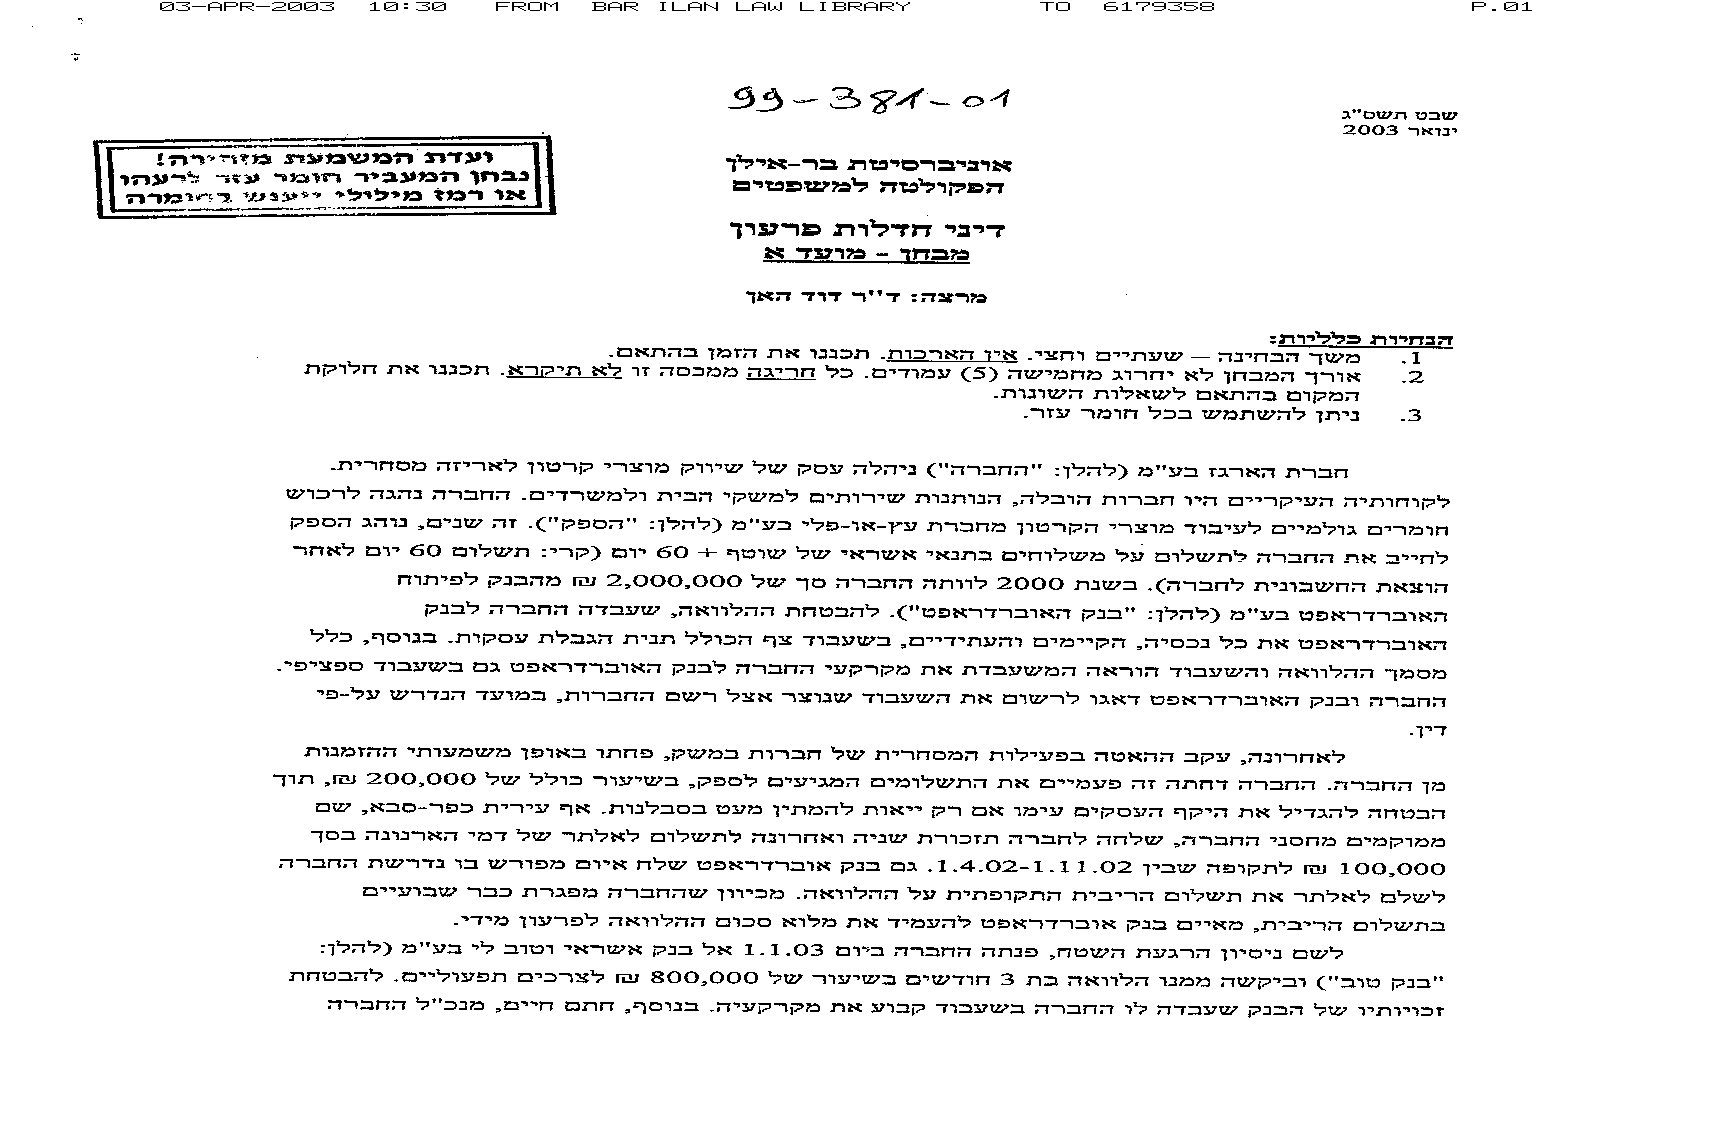 03-APR-2003 10:30 FROM BAR ILAN LAW LIBRARY TO 6179358 P.01
99-381-01
שבט תשס"ג
ינואר 2003
ועדת המשמעת מזהירה!
נבחן המעביר חומר עזר לרעהו
או רמז מילולי ייענש בחומרה
אוניברסיטת בר-אילן
הפקולטה למשפטים
דיני חדלות פרעון
מבחן - מועד א
מרצה: ד"ר דוד האן
הנחיות כלליות:
1. משך הבחינה – שעתיים וחצי. אין הארכות. תכננו את הזמן בהתאם.
2. אורך המבחן לא יחרוג מחמישה (5) עמודים. כל חריגה ממכסה זו לא תיקרא. תכננו את חלוקת
המקום בהתאם לשאלות השונות.
3. ניתן להשתמש בכל חומר עזר.
חברת הארגז בע"מ (להלן: "החברה") ניהלה עסק של שיווק מוצרי קרטון לאריזה מסחרית.
לקוחותיה העיקריים היו חברות הובלה, הנותנות שירותים למשקי הבית ולמשרדים. החברה נהגה לרכוש
חומרים גולמיים לעיבוד מוצרי הקרטון מחברת עץ-או-פלי בע"מ (להלן: "הספק"). זה שנים, נוהג הספק
לחייב את החברה לתשלום על משלוחים בתנאי אשראי של שוטף + 60 יום (קרי: תשלום 60 יום לאחר
הוצאת החשבונית לחברה). בשנת 2000 לוותה החברה סך של 2,000,000 ₪ מהבנק לפיתוח
האוברדראפט בע"מ (להלן: "בנק האוברדראפט"). להבטחת ההלוואה, שעבדה החברה לבנק
האוברדראפט את כל נכסיה, הקיימים והעתידיים, בשעבוד צף הכולל תנית הגבלת עסקות. בנוסף, כלל
מסמך ההלוואה והשעבוד הוראה המשעבדת את מקרקעי החברה לבנק האוברדראפט גם בשעבוד ספציפי.
החברה ובנק האוברדראפט דאגו לרשום את השעבוד שנוצר אצל רשם החברות, במועד הנדרש על-פי
דין.
לאחרונה, עקב ההאטה בפעילות המסחרית של חברות במשק, פחתו באופן משמעותי ההזמנות
מן החברה. החברה דחתה זה פעמיים את התשלומים המגיעים לספק, בשיעור כולל של 200,000 ₪, תוך
הבטחה להגדיל את היקף העסקים עימו אם רק ייאות להמתין מעט בסבלנות. אף עירית כפר-סבא, שם
ממוקמים מחסני החברה, שלחה לחברה תזכורת שניה ואחרונה לתשלום לאלתר של דמי הארנונה בסך
100,000 ₪ לתקופה שבין 1.4.02-1.11.02. גם בנק אוברדראפט שלח איום מפורש בו נדרשת החברה
לשלם לאלתר את תשלום הריבית התקופתית על ההלוואה. מכיוון שהחברה מפגרת כבר שבועיים
בתשלום הריבית, מאיים בנק אוברדראפט להעמיד את מלוא סכום ההלוואה לפרעון מידי.
לשם ניסיון הרגעת השטח, פנתה החברה ביום 1.1.03 אל בנק אשראי וטוב לי בע"מ (להלן:
"בנק טוב") וביקשה ממנו הלוואה בת 3 חודשים בשיעור של 800,000 ₪ לצרכים תפעוליים. להבטחת
זכויותיו של הבנק שעבדה לו החברה בשעבוד קבוע את מקרקעיה. בנוסף, חתם חיים, מנכ"ל החברה